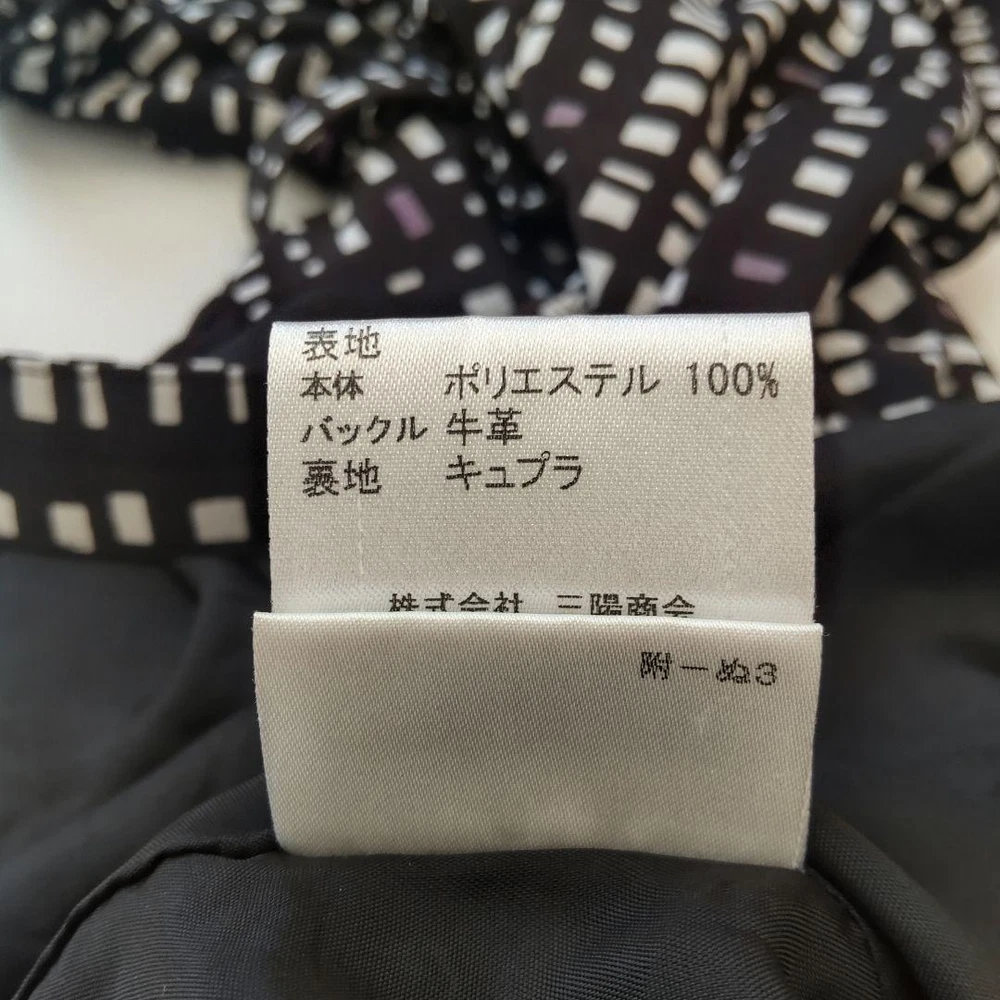 表地
本体 ポリエステル 100%
バックル 牛革
裏地 キュプラ
株式会社 三陽商会
附ーぬ3